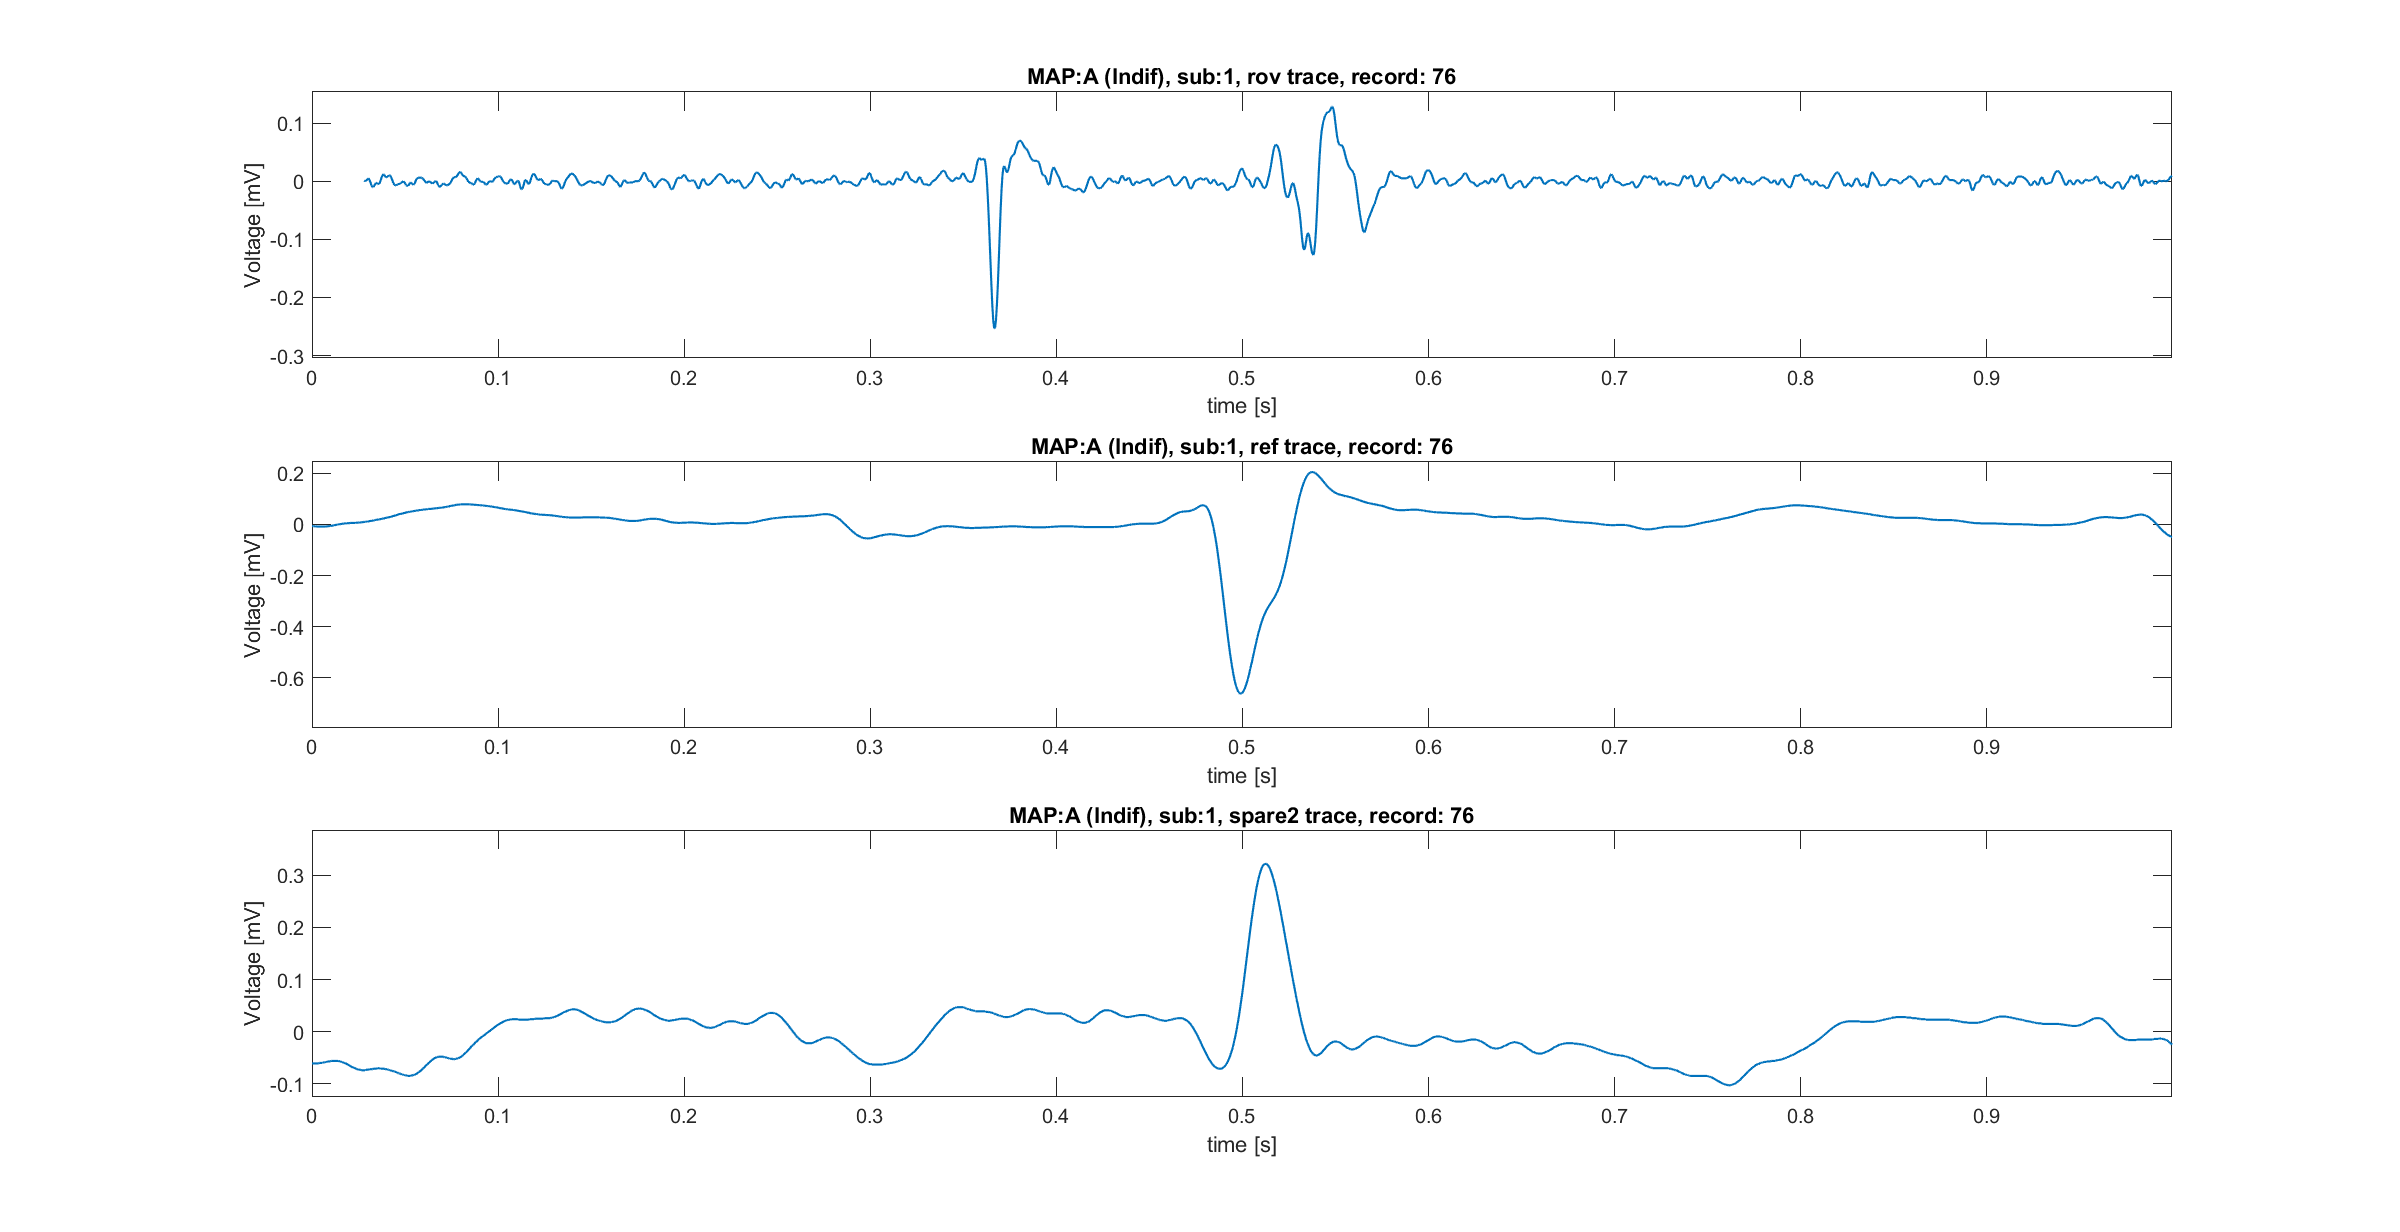 MAP:A (Indif), sub:1, rov trace, record: 76
Voltage [mV]
0.1
0
-0.1
-0.2
-0.3
0 0.1 0.2 0.3 0.4 0.5 0.6 0.7 0.8 0.9
time [s]
MAP:A (Indif), sub:1, ref trace, record: 76
Voltage [mV]
0.2
0
-0.2
-0.4
-0.6
0 0.1 0.2 0.3 0.4 0.5 0.6 0.7 0.8 0.9
time [s]
MAP:A (Indif), sub:1, spare2 trace, record: 76
Voltage [mV]
0.3
0.2
0.1
0
-0.1
0 0.1 0.2 0.3 0.4 0.5 0.6 0.7 0.8 0.9
time [s]